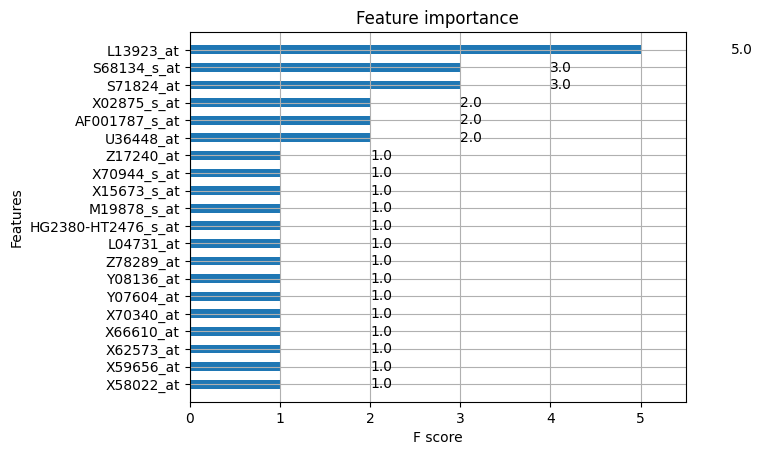 Feature importance
Features
L13923_at 5.0
S68134_s_at 3.0
S71824_at 3.0
X02875_s_at 2.0
AF001787_s_at 2.0
U36448_at 2.0
Z17240_at 1.0
X70944_s_at 1.0
X15673_s_at 1.0
M19878_s_at 1.0
HG2380-HT2476_s_at 1.0
L04731_at 1.0
Z78289_at 1.0
Y08136_at 1.0
Y07604_at 1.0
X70340_at 1.0
X66610_at 1.0
X62573_at 1.0
X59656_at 1.0
X58022_at 1.0
0 1 2 3 4 5
F score